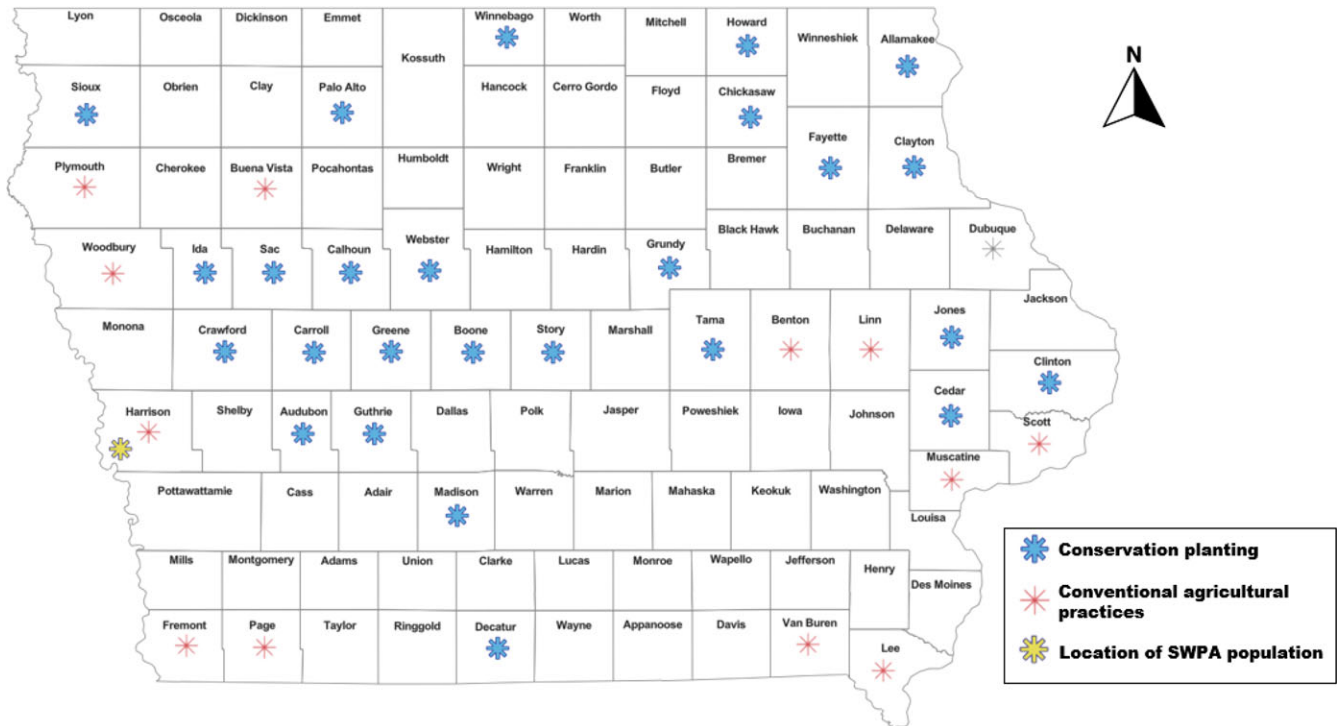 Lyon
Osceola
Dickinson
Emmet
Winnebago
Worth
Mitchell
Howard
Winneshiek
Allamakee
N
Kossuth
Sioux
Obrien
Clay
Palo Alto
Hancock
Cerro Gordo
Floyd
Chickasaw
Fayette
Clayton
Plymouth
Cherokee
Buena Vista
Pocahontas
Humboldt
Wright
Franklin
Butler
Bremer
Woodbury
Ida
Sac
Calhoun
Webster
Hamilton
Hardin
Grundy
Black Hawk
Buchanan
Delaware
Dubuque
Monona
Crawford
Carroll
Greene
Boone
Story
Marshall
Tama
Benton
Linn
Jones
Jackson
Clinton
Harrison
Shelby
Audubon
Guthrie
Dallas
Polk
Jasper
Poweshiek
Iowa
Johnson
Cedar
Scott
Muscatine
Pottawattamie
Cass
Adair
Madison
Warren
Marion
Mahaska
Keokuk
Washington
Louisa
Mills
Montgomery
Adams
Union
Clarke
Lucas
Monroe
Wapello
Jefferson
Henry
Des Moines
Fremont
Page
Taylor
Ringgold
Decatur
Wayne
Appanoose
Davis
Van Buren
Lee
Conservation planting
Conventional agricultural
practices
Location of SWPA population